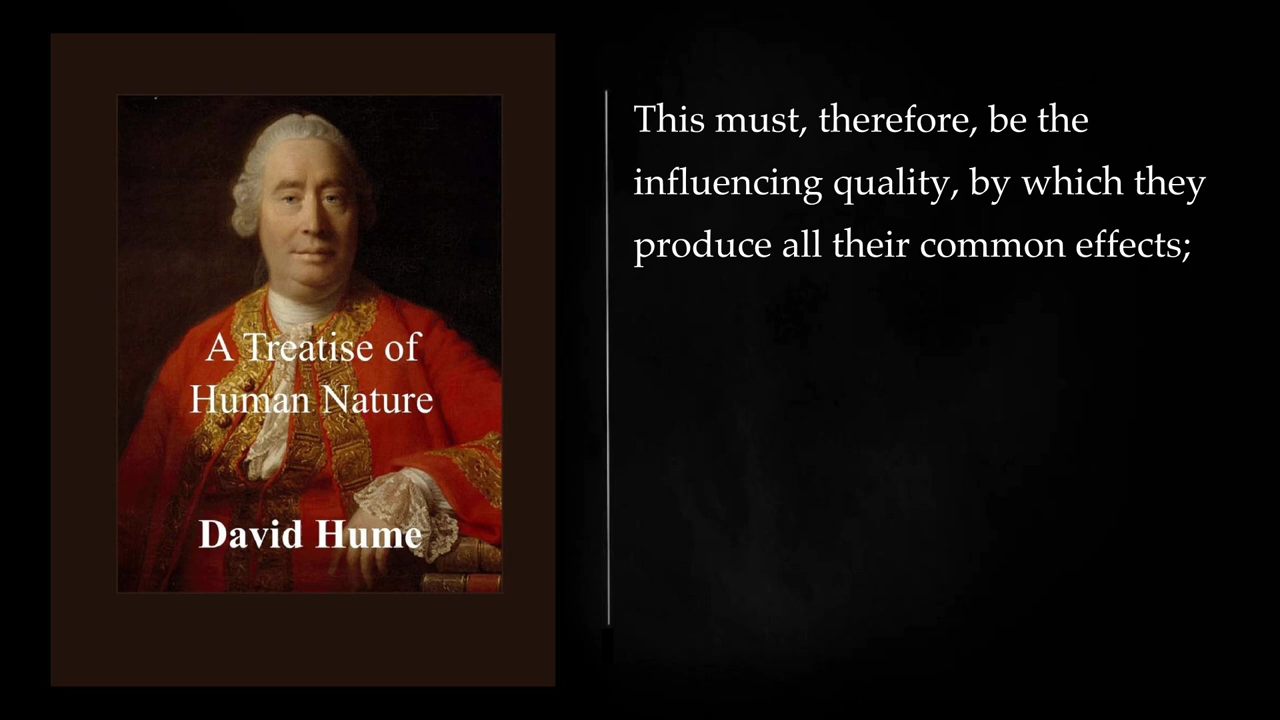 A Treatise of
Human Nature
David Hume
This must, therefore, be the
influencing quality, by which they
produce all their common effects;